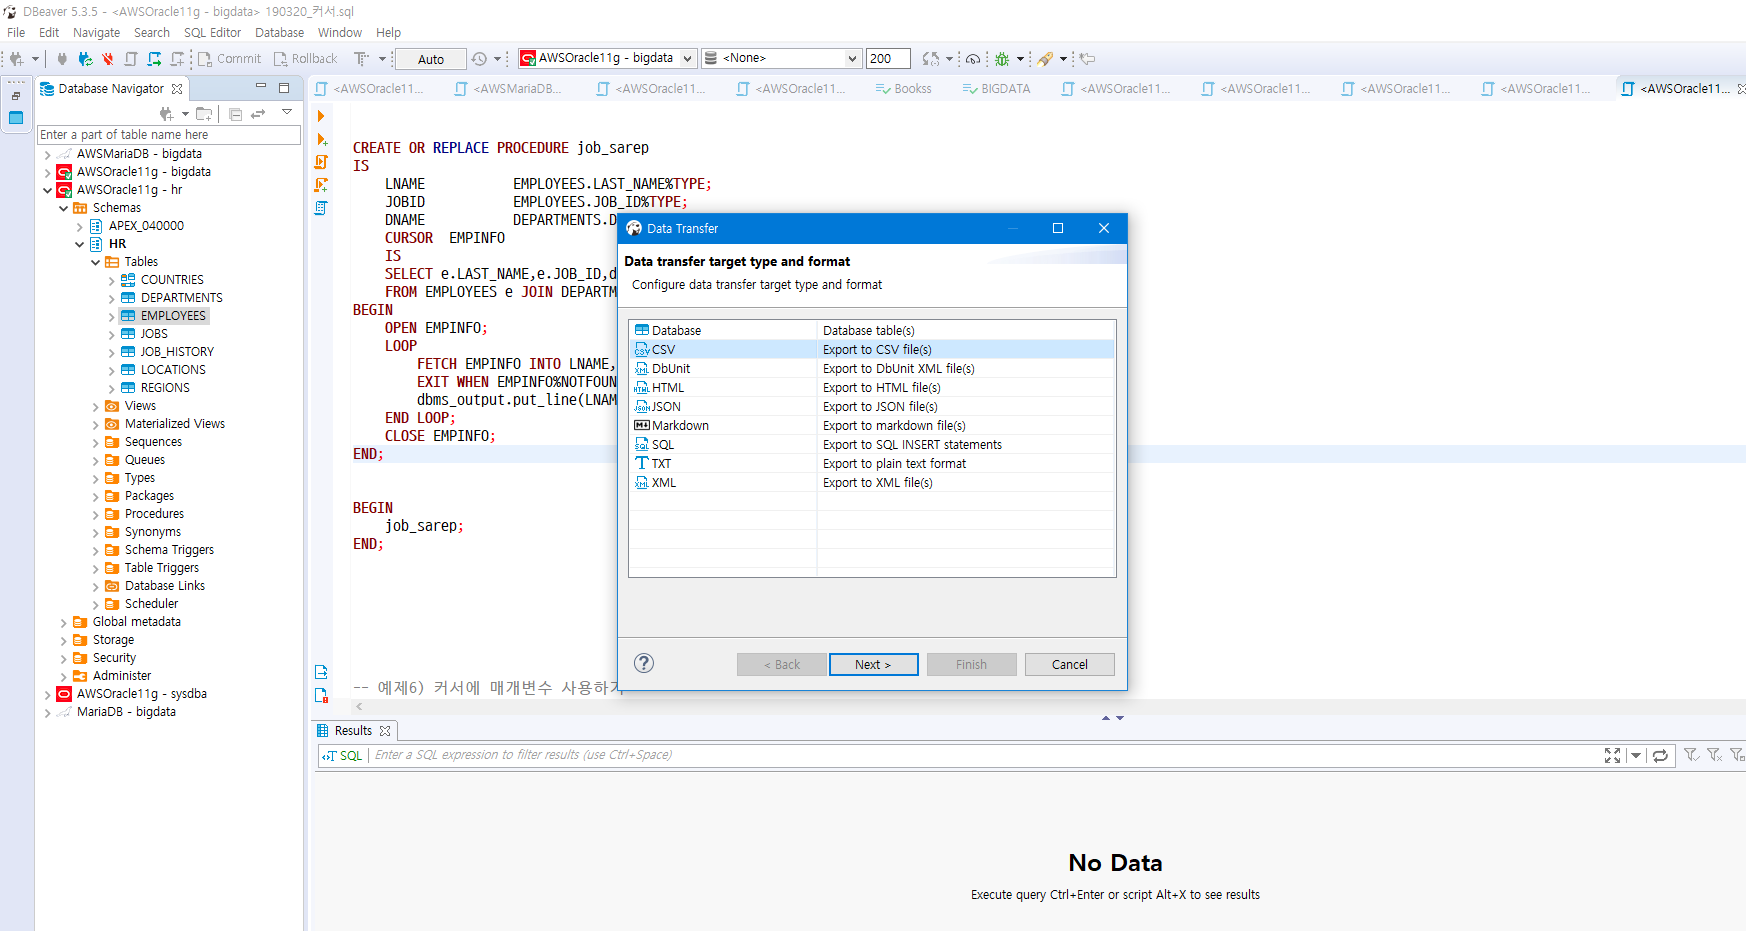 DBeaver 5.3.5 - <AWSOracle11g - bigdata> 190320_커서.sql
File Edit Navigate Search SQL Editor Database Window Help
Commit Rollback Auto AWSOracle11g - bigdata <None> 200
Database Navigator
<AWSOracle11... <AWSMariaDB... <AWSOracle11... <AWSOracle11... Bookss BIGDATA <AWSOracle11... <AWSOracle11... <AWSOracle11... <AWSOracle11... <AWSOracle11...
Enter a part of table name here
AWSMariaDB - bigdata
AWSOracle11g - bigdata
AWSOracle11g - hr
Schemas
APEX_040000
HR
Tables
COUNTRIES
DEPARTMENTS
EMPLOYEES
JOBS
JOB_HISTORY
LOCATIONS
REGIONS
Views
Materialized Views
Sequences
Queues
Types
Packages
Procedures
Synonyms
Schema Triggers
Table Triggers
Database Links
Scheduler
Global metadata
Storage
Security
Administer
AWSOracle11g - sysdba
MariaDB - bigdata
CREATE OR REPLACE PROCEDURE job_sarep
IS
LNAME EMPLOYEES.LAST_NAME%TYPE;
JOBID EMPLOYEES.JOB_ID%TYPE;
DNAME DEPARTMENTS.D
CURSOR EMPINFO
IS
SELECT e.LAST_NAME,e.JOB_ID,d
FROM EMPLOYEES e JOIN DEPARTM
BEGIN
OPEN EMPINFO;
LOOP
FETCH EMPINFO INTO LNAME,
EXIT WHEN EMPINFO%NOTFOUN
dbms_output.put_line(LNAM
END LOOP;
CLOSE EMPINFO;
END;
BEGIN
job_sarep;
END;
-- 예제6) 커서에 매개변수 사용하기
Data Transfer
Data transfer target type and format
Configure data transfer target type and format
Database Database table(s)
CSV Export to CSV file(s)
DbUnit Export to DbUnit XML file(s)
HTML Export to HTML file(s)
JSON Export to JSON file(s)
Markdown Export to markdown file(s)
SQL Export to SQL INSERT statements
TXT Export to plain text format
XML Export to XML file(s)
< Back Next > Finish Cancel
Results
SQL Enter a SQL expression to filter results (use Ctrl+Space)
No Data
Execute query Ctrl+Enter or script Alt+X to see results